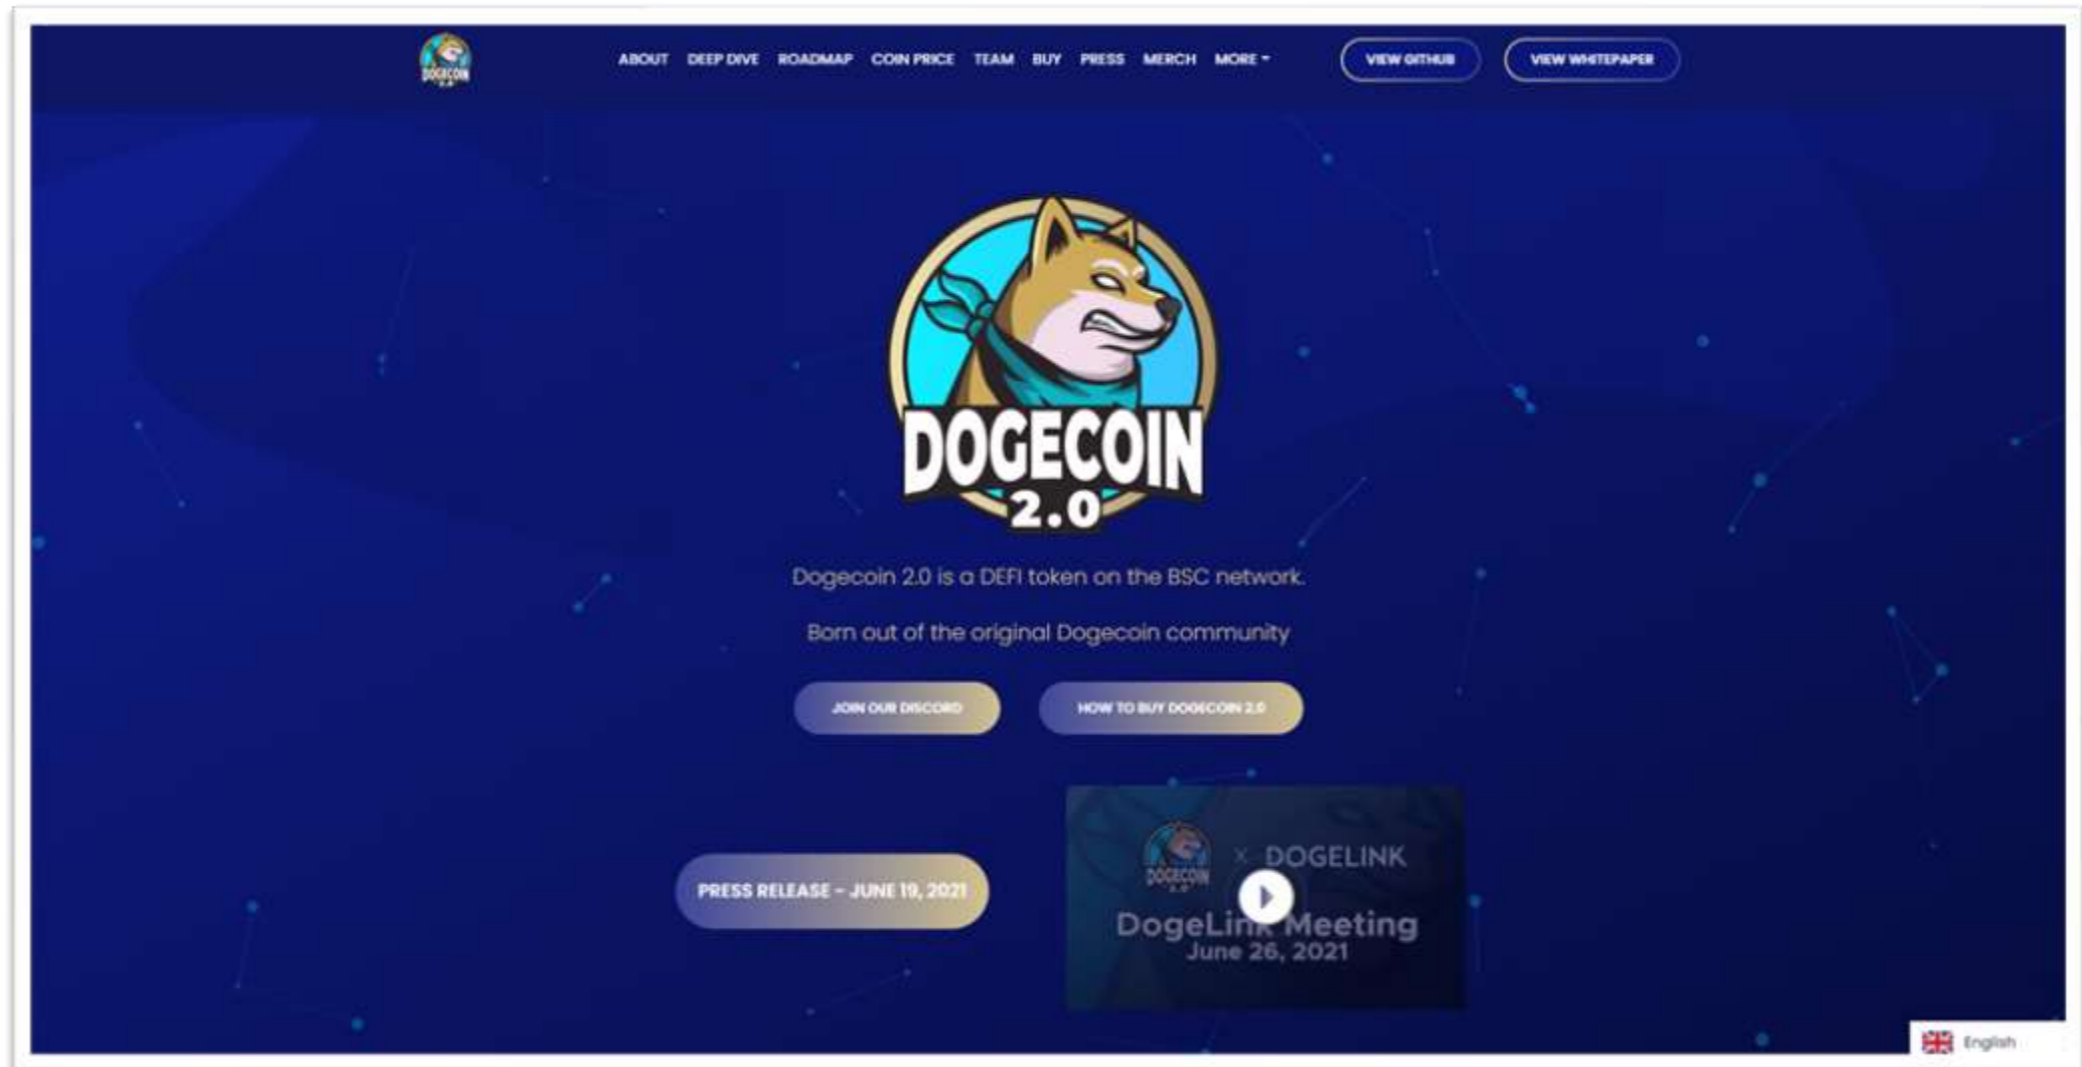 DOGECOIN
2.0
ABOUT DEEP DIVE ROADMAP COIN PRICE TEAM BUY PRESS MERCH MORE
VIEW GITHUB
VIEW WHITEPAPER
DOGECOIN
2.0
Dogecoin 2.0 is a DEFI token on the BSC network.
Born out of the original Dogecoin community
JOIN OUR DISCORD
HOW TO BUY DOGECOIN 2.0
PRESS RELEASE – JUNE 19, 2021
DOGECOIN
2.0
× DOGELINK
DogeLink Meeting
June 26, 2021
English